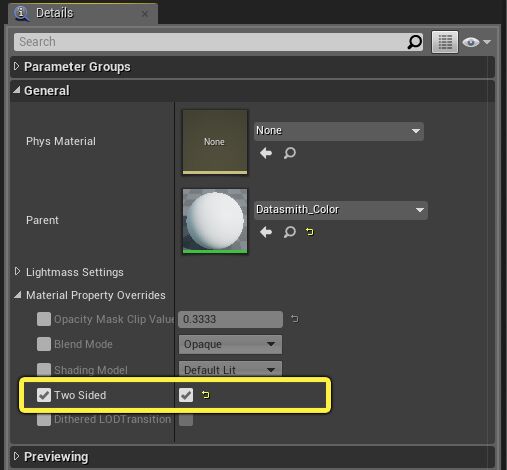 Details
Search
Parameter Groups
General
Phys Material
None
None
Parent
Datasmith_Color
Lightmass Settings
Material Property Overrides
Opacity Mask Clip Value
0.3333
Blend Mode
Opaque
Shading Model
Default Lit
Two Sided
Dithered LODTransition
Previewing